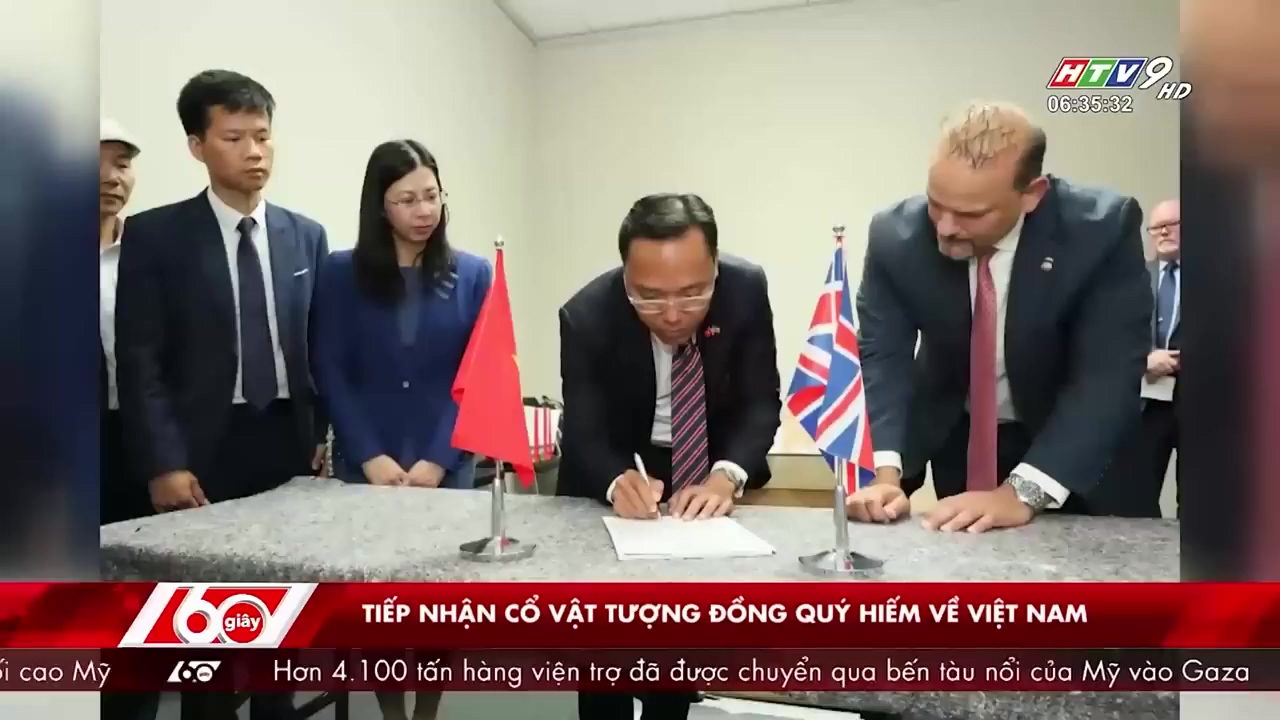 HTV9
HD
06:35:32
60 giây
TIẾP NHẬN CỔ VẬT TƯỢNG ĐỒNG QUÝ HIẾM VỀ VIỆT NAM
ối cao Mỹ 60 giây Hơn 4.100 tấn hàng viện trợ đã được chuyển qua bến tàu nổi của Mỹ vào Gaza